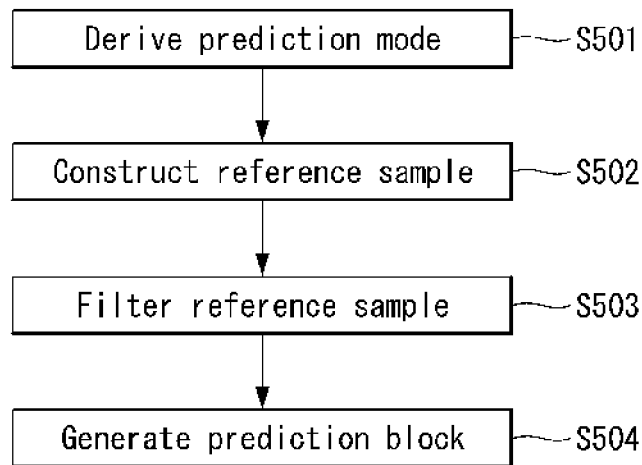 Derive prediction mode S501
Construct reference sample S502
Filter reference sample S503
Generate prediction block S504